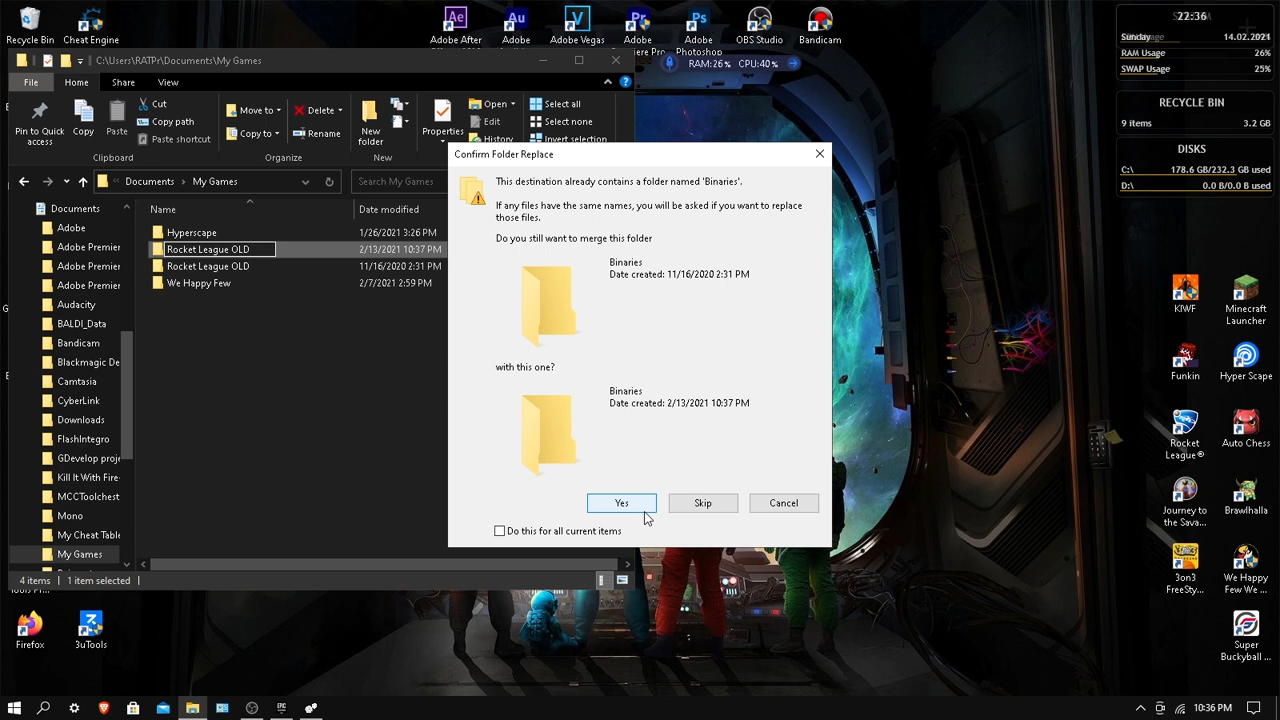 Recycle Bin
Cheat Engine
Adobe After
Adobe Audition
Adobe Vegas
Adobe
Adobe Photoshop
OBS Studio
Bandicam
RAM:26%
CPU:40%
22:36
Sunday
14.02.2021
RAM Usage
26%
SWAP Usage
25%
RECYCLE BIN
9 items
3.2 GB
DISKS
C:\
178.6 GB/232.3 GB used
D:\
0.0 B/0.0 B used
C:\Users\RATPr\Documents\My Games
File
Home
Share
View
Pin to Quick
access
Copy
Paste
Cut
Copy path
Paste shortcut
Clipboard
Move to
Copy to
Delete
Rename
Organize
New
folder
New
Properties
Open
Edit
History
Select all
Select none
Invert selection
Documents
My Games
Search My Games
Documents
Adobe
Adobe Premier
Adobe Premier
Adobe Premier
Audacity
BALDI_Data
Bandicam
Blackmagic De
Camtasia
CyberLink
Downloads
FlashIntegro
GDevelop proje
Kill It With Fire
MCCToolchest
Mono
My Cheat Table
My Games
Name
Date modified
Hyperscape
1/26/2021 3:26 PM
Rocket League OLD
2/13/2021 10:37 PM
Rocket League OLD
11/16/2020 2:31 PM
We Happy Few
2/7/2021 2:59 PM
4 items
1 item selected
Confirm Folder Replace
This destination already contains a folder named 'Binaries'.
If any files have the same names, you will be asked if you want to replace
those files.
Do you still want to merge this folder
Binaries
Date created: 11/16/2020 2:31 PM
with this one?
Binaries
Date created: 2/13/2021 10:37 PM
Yes
Skip
Cancel
Do this for all current items
KIWF
Minecraft
Launcher
Funkin
Hyper Scape
Rocket
League®
Auto Chess
Journey to
the Sava...
Brawlhalla
3on3
FreeSty...
We Happy
Few We ...
Super
Buckyball ...
Firefox
3uTools
10:36 PM